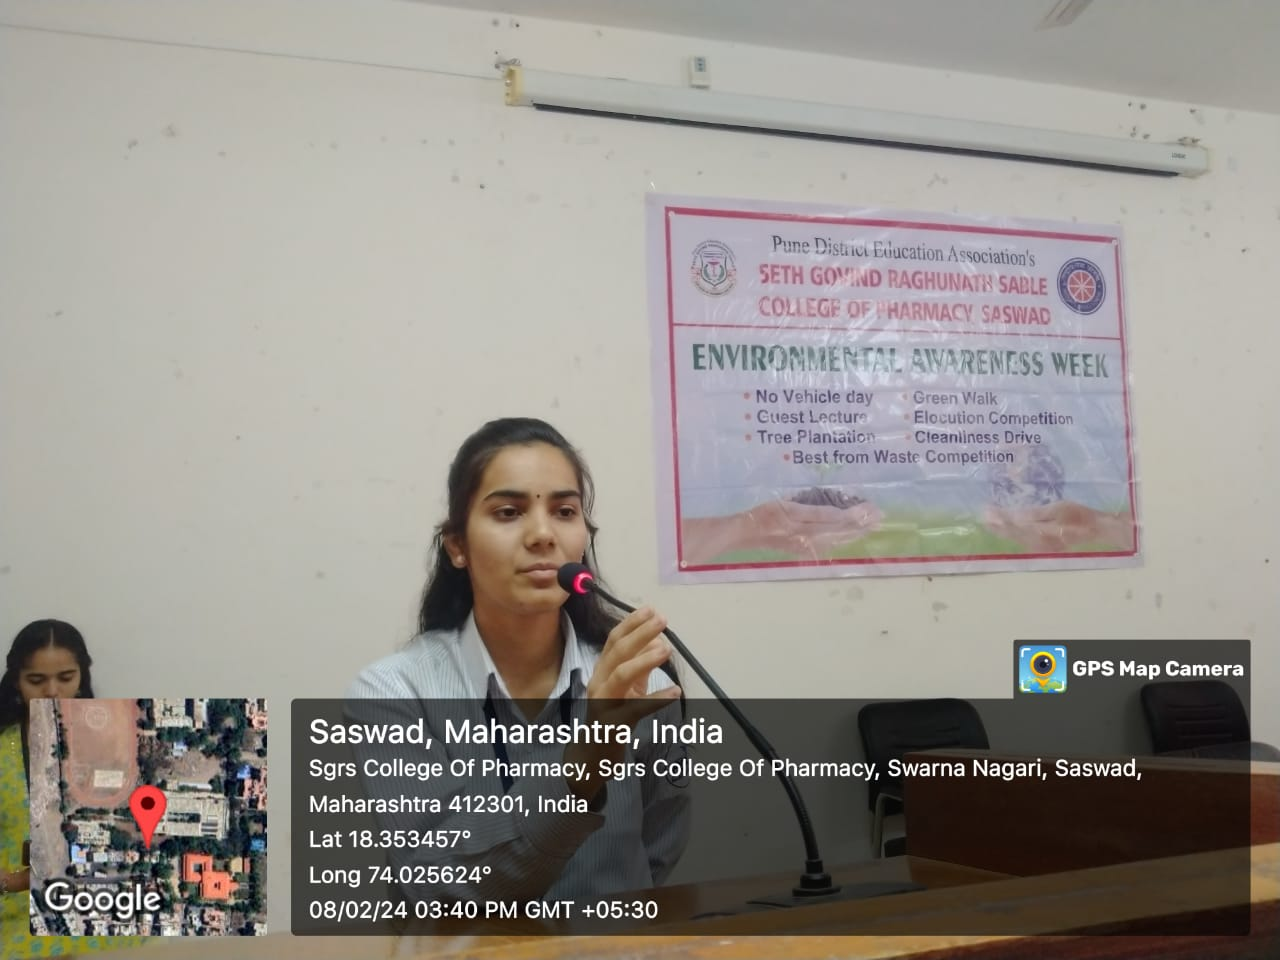 Pune District Education Association's
SETH GOVIND RAGHUNATH SABLE
COLLEGE OF PHARMACY SASWAD
ENVIRONMENTAL AWARENESS WEEK
• No Vehicle day
• Green Walk
• Guest Lecture
• Elocution Competition
• Tree Plantation
• Cleanliness Drive
• Best from Waste Competition
GPS Map Camera
Saswad, Maharashtra, India
Sgrs College Of Pharmacy, Sgrs College Of Pharmacy, Swarna Nagari, Saswad,
Maharashtra 412301, India
Lat 18.353457°
Long 74.025624°
08/02/24 03:40 PM GMT +05:30
Google